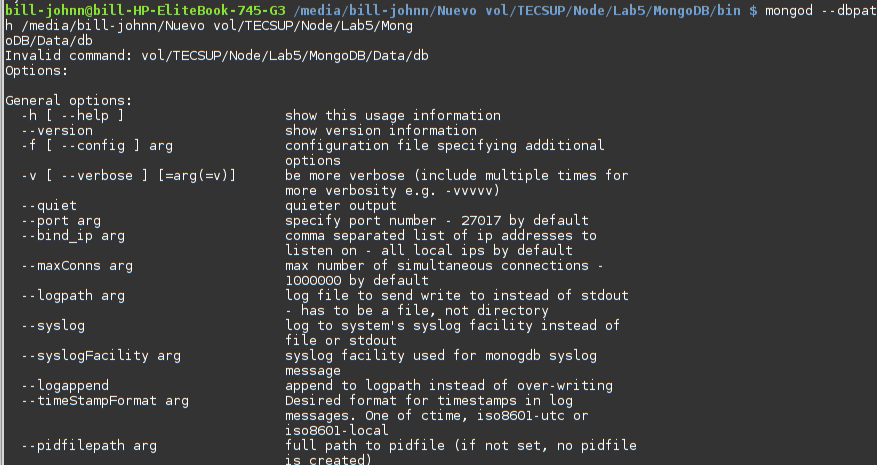 bill-johnn@bill-HP-EliteBook-745-G3 /media/bill-johnn/Nuevo vol/TECSUP/Node/Lab5/MongoDB/bin $ mongod --dbpat
h /media/bill-johnn/Nuevo vol/TECSUP/Node/Lab5/Mong
oDB/Data/db
Invalid command: vol/TECSUP/Node/Lab5/MongoDB/Data/db
Options:
General options:
-h [ --help ] show this usage information
--version show version information
-f [ --config ] arg configuration file specifying additional
options
-v [ --verbose ] [=arg(=v)] be more verbose (include multiple times for
more verbosity e.g. -vvvvv)
--quiet quieter output
--port arg specify port number - 27017 by default
--bind_ip arg comma separated list of ip addresses to
listen on - all local ips by default
--maxConns arg max number of simultaneous connections -
1000000 by default
--logpath arg log file to send write to instead of stdout
- has to be a file, not directory
--syslog log to system's syslog facility instead of
file or stdout
--syslogFacility arg syslog facility used for monogdb syslog
message
--logappend append to logpath instead of over-writing
--timeStampFormat arg Desired format for timestamps in log
messages. One of ctime, iso8601-utc or
iso8601-local
--pidfilepath arg full path to pidfile (if not set, no pidfile
is created)